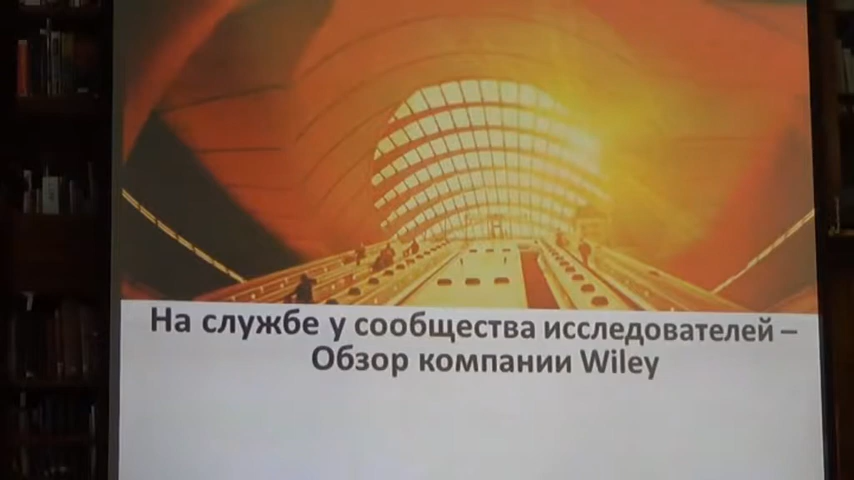 На службе у сообщества исследователей –
Обзор компании Wiley